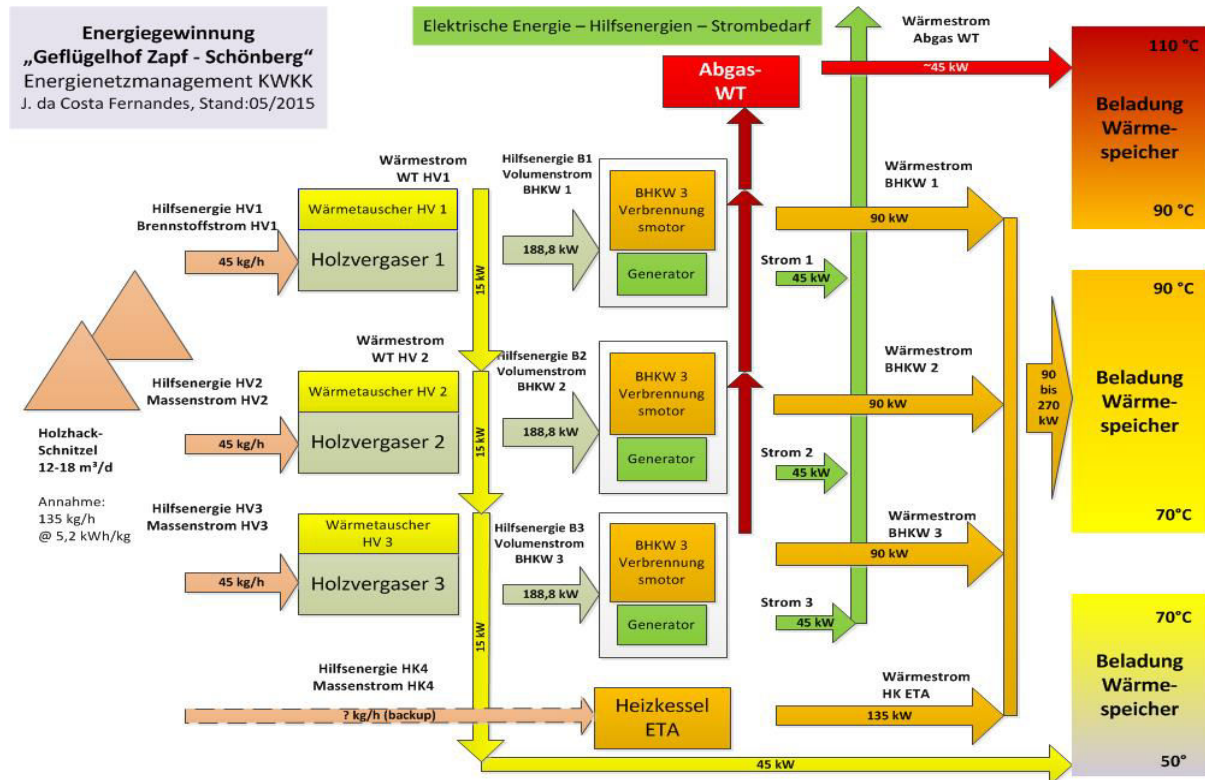 Energiegewinnung
„Geflügelhof Zapf - Schönberg“
Energienetzmanagement KWKK
J. da Costa Fernandes, Stand:05/2015
Elektrische Energie – Hilfsenergien – Strombedarf
Wärmestrom
Abgas WT
~45 kW
Abgas-
WT
110 °C
Beladung
Wärme-
speicher
90 °C
Wärmestrom
WT HV1
Hilfsenergie HV1
Brennstoffstrom HV1
45 kg/h
Wärmetauscher HV 1
Holzvergaser 1
15 kW
Hilfsenergie B1
Volumenstrom
BHKW 1
188,8 kW
BHKW 3
Verbrennung
smotor
Generator
Wärmestrom
BHKW 1
90 kW
Strom 1
45 kW
Wärmestrom
WT HV 2
Hilfsenergie HV2
Massenstrom HV2
45 kg/h
Wärmetauscher HV 2
Holzvergaser 2
15 kW
Hilfsenergie B2
Volumenstrom
BHKW 2
188,8 kW
BHKW 3
Verbrennung
smotor
Generator
Wärmestrom
BHKW 2
90 kW
Strom 2
45 kW
90
bis
270
kW
90 °C
Beladung
Wärme-
speicher
70°C
Holzhack-
Schnitzel
12-18 m³/d
Annahme:
135 kg/h
@ 5,2 kWh/kg
Hilfsenergie HV3
Massenstrom HV3
45 kg/h
Wärmetauscher
HV 3
Holzvergaser 3
15 kW
Hilfsenergie B3
Volumenstrom
BHKW 3
188,8 kW
BHKW 3
Verbrennung
smotor
Generator
Wärmestrom
BHKW 3
90 kW
Strom 3
45 kW
Hilfsenergie HK4
Massenstrom HK4
? kg/h (backup)
Heizkessel
ETA
Wärmestrom
HK ETA
135 kW
45 kW
70°C
Beladung
Wärme-
speicher
50°